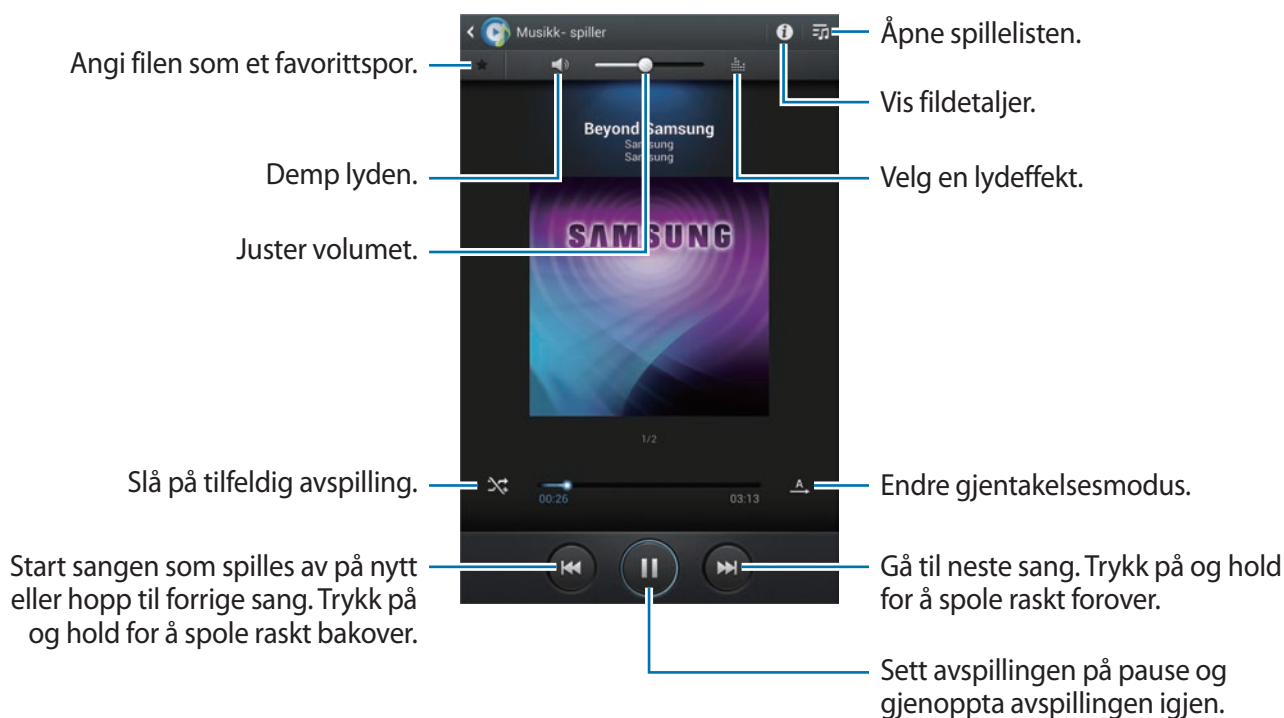 Musikk- spiller
Åpne spillelisten.
Angi filen som et favorittspor.
Vis fildetaljer.
Beyond Samsung
Samsung
Samsung
Demp lyden.
Velg en lydeffekt.
SAMSUNG
Juster volumet.
1/2
Slå på tilfeldig avspilling.
00:26
03:13
A
Endre gjentakelsesmodus.
Start sangen som spilles av på nytt
eller hopp til forrige sang. Trykk på
og hold for å spole raskt bakover.
Gå til neste sang. Trykk på og hold
for å spole raskt forover.
Sett avspillingen på pause og
gjenoppta avspillingen igjen.